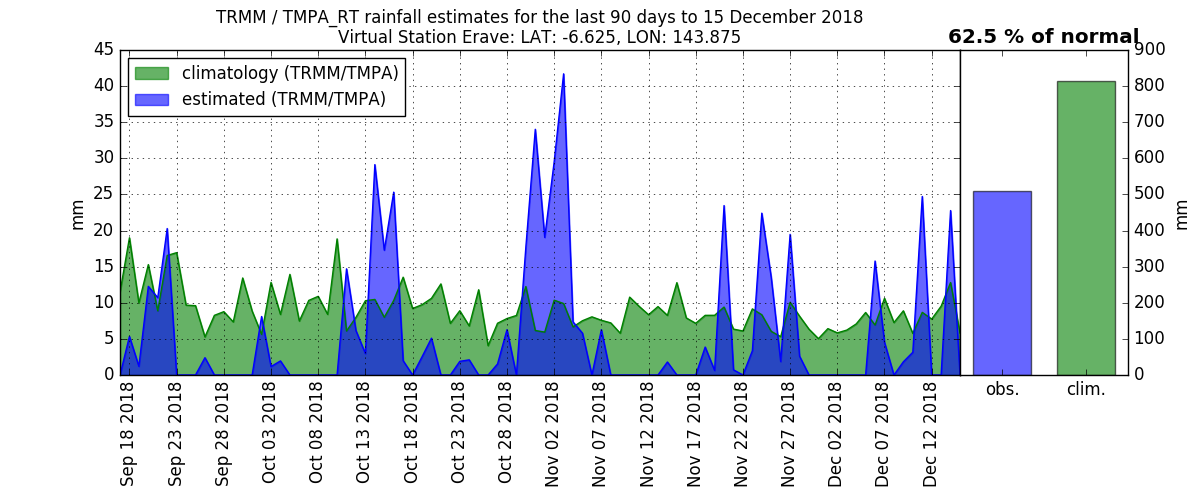 TRMM / TMPA_RT rainfall estimates for the last 90 days to 15 December 2018
Virtual Station Erave: LAT: -6.625, LON: 143.875
62.5 % of normal
climatology (TRMM/TMPA)
estimated (TRMM/TMPA)
45
40
35
30
25
20
15
10
5
0
mm
Sep 18 2018
Sep 23 2018
Sep 28 2018
Oct 03 2018
Oct 08 2018
Oct 13 2018
Oct 18 2018
Oct 23 2018
Oct 28 2018
Nov 02 2018
Nov 07 2018
Nov 12 2018
Nov 17 2018
Nov 22 2018
Nov 27 2018
Dec 02 2018
Dec 07 2018
Dec 12 2018
obs.
clim.
900
800
700
600
500
400
300
200
100
0
mm